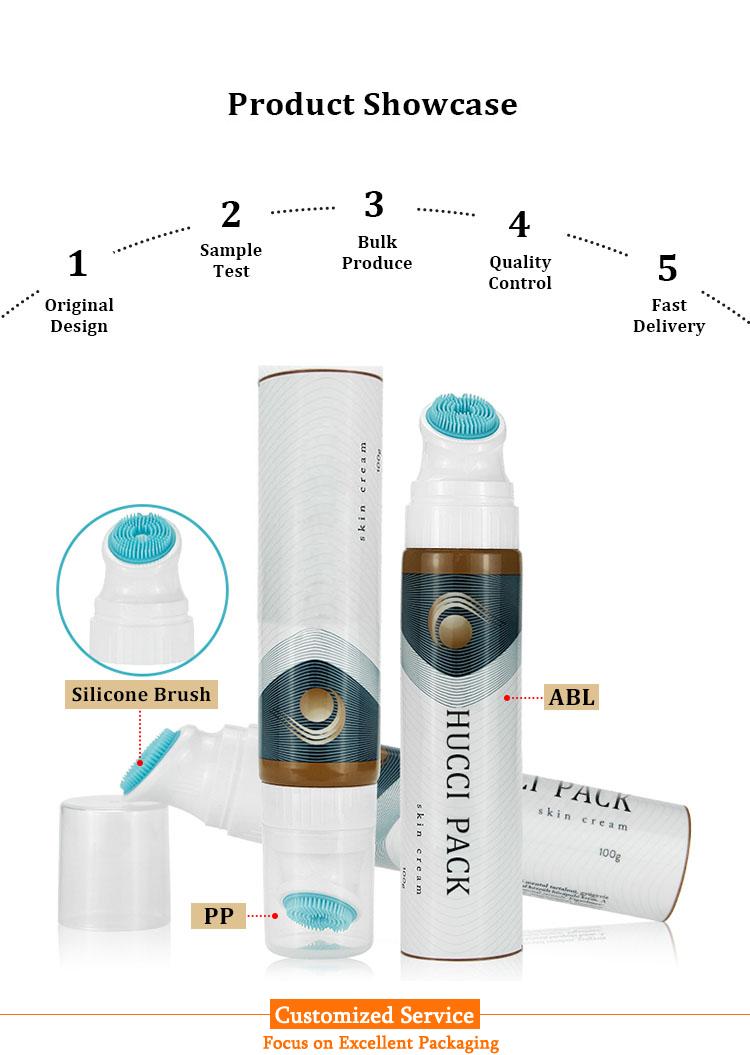 Product Showcase
1
Original
Design
2
Sample
Test
3
Bulk
Produce
4
Quality
Control
5
Fast
Delivery
skin cream
100g
Silicone Brush
ABL
HUCCI PACK
skin cream
100g
PACK
skin cream
100g
PP
Customized Service
Focus on Excellent Packaging